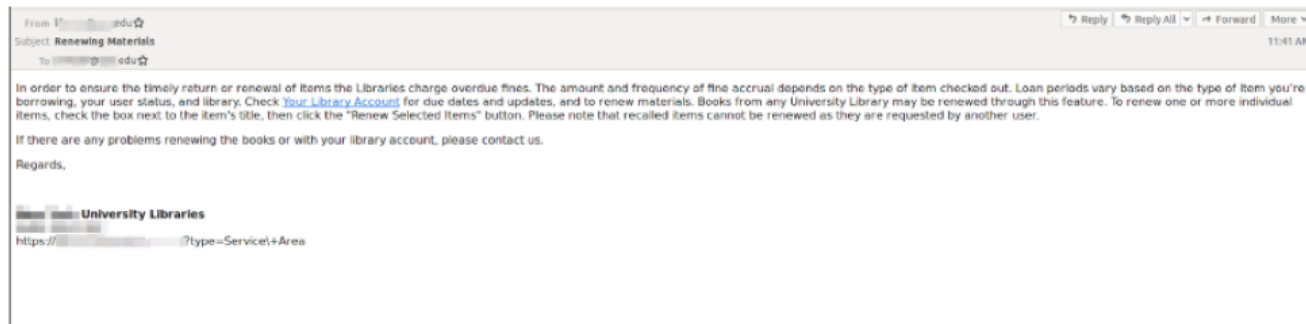 From edu
Reply Reply All Forward More
Subject Renewing Materials
11:41 AM
To edu
In order to ensure the timely return or renewal of items the Libraries charge overdue fines. The amount and frequency of fine accrual depends on the type of item checked out. Loan periods vary based on the type of item you're
borrowing, your user status, and library. Check Your Library Account for due dates and updates, and to renew materials. Books from any University Library may be renewed through this feature. To renew one or more individual
items, check the box next to the item's title, then click the "Renew Selected Items" button. Please note that recalled items cannot be renewed as they are requested by another user.
If there are any problems renewing the books or with your library account, please contact us.
Regards,
University Libraries
https:// ?type=Service\+Area